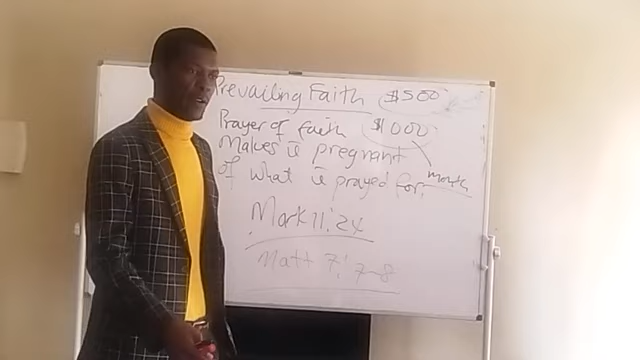 Prevailing Faith $500
Prayer of faith $1000
Makes u pregnant
of what u prayed for. month
Mark 11:24
Matt 7:7-8